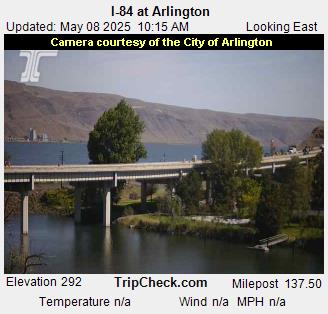 I-84 at Arlington
Updated: May 08 2025 10:15 AM Looking East
Camera courtesy of the City of Arlington
Elevation 292 TripCheck.com Milepost 137.50
Temperature n/a Wind n/a MPH n/a